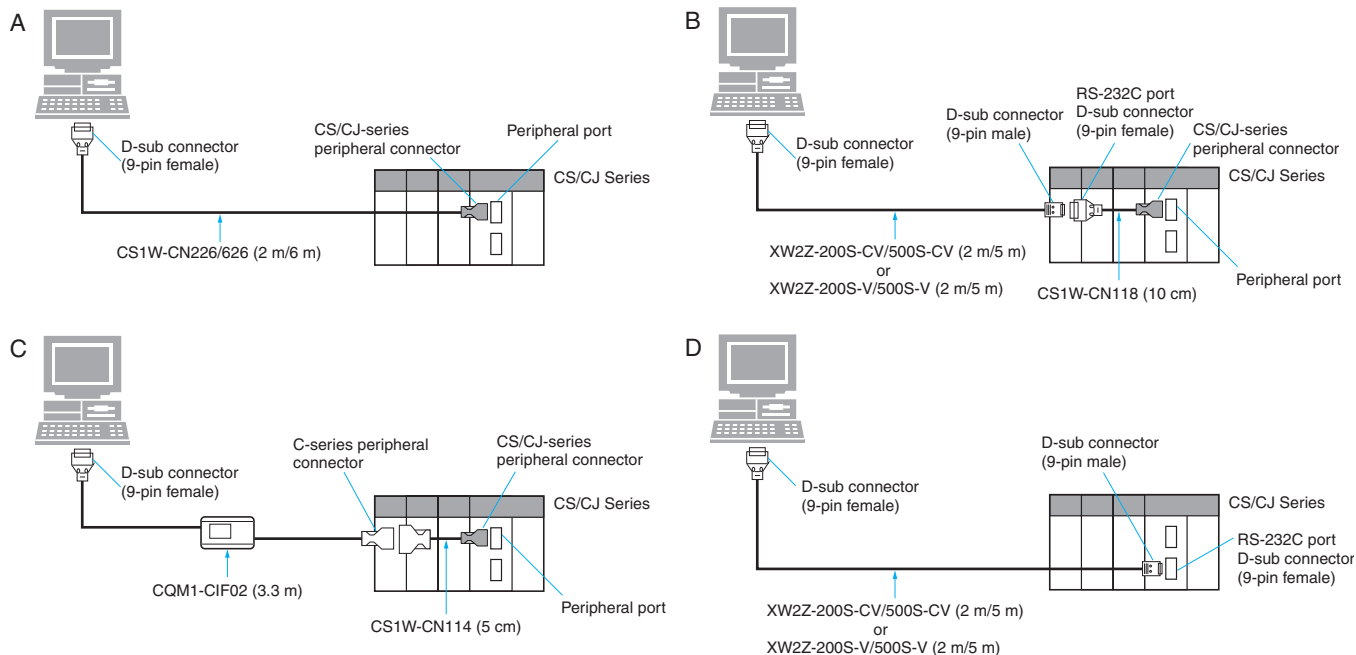 A
D-sub connector
(9-pin female)
CS/CJ-series
peripheral connector
Peripheral port
CS/CJ Series
CS1W-CN226/626 (2 m/6 m)
B
D-sub connector
(9-pin female)
D-sub connector
(9-pin male)
RS-232C port
D-sub connector
(9-pin female)
CS/CJ-series
peripheral connector
CS/CJ Series
XW2Z-200S-CV/500S-CV (2 m/5 m)
or
XW2Z-200S-V/500S-V (2 m/5 m)
CS1W-CN118 (10 cm)
Peripheral port
C
D-sub connector
(9-pin female)
C-series peripheral
connector
CS/CJ-series
peripheral connector
CS/CJ Series
CQM1-CIF02 (3.3 m)
CS1W-CN114 (5 cm)
Peripheral port
D
D-sub connector
(9-pin female)
D-sub connector
(9-pin male)
CS/CJ Series
RS-232C port
D-sub connector
(9-pin female)
XW2Z-200S-CV/500S-CV (2 m/5 m)
or
XW2Z-200S-V/500S-V (2 m/5 m)